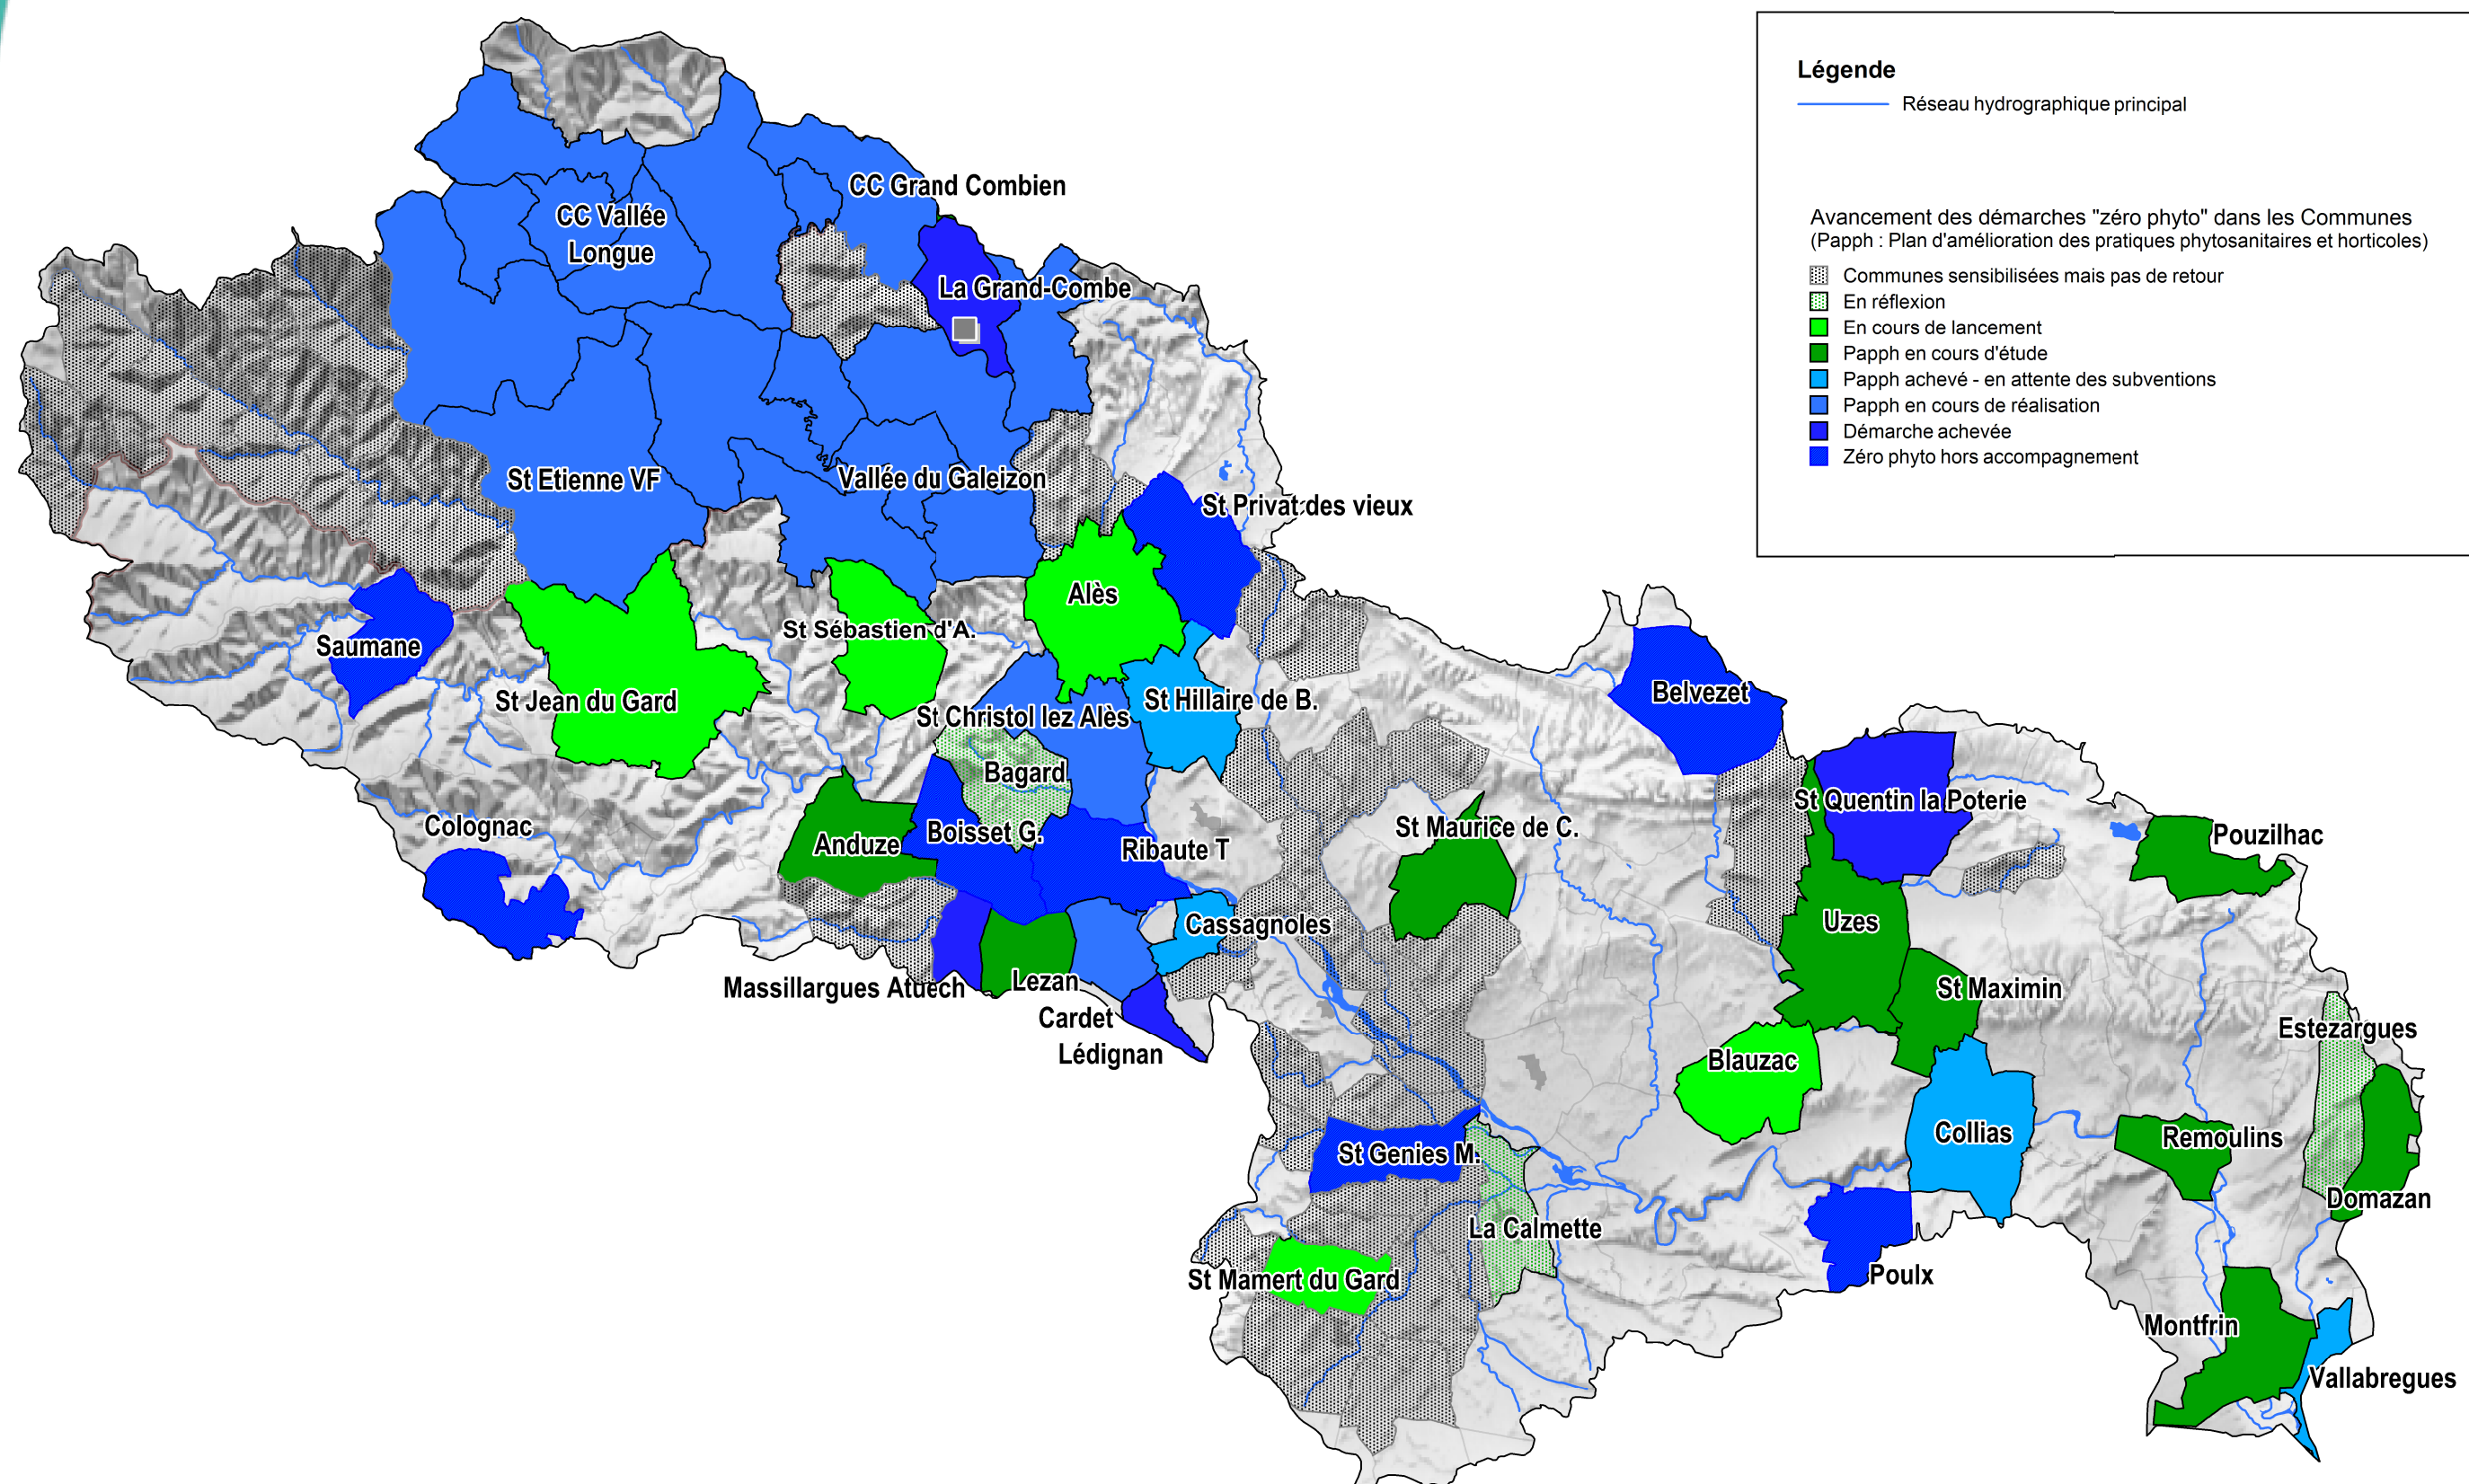 Légende
Réseau hydrographique principal
Avancement des démarches "zéro phyto" dans les Communes
(Papph : Plan d'amélioration des pratiques phytosanitaires et horticoles)
Communes sensibilisées mais pas de retour
En réflexion
En cours de lancement
Papph en cours d'étude
Papph achevé - en attente des subventions
Papph en cours de réalisation
Démarche achevée
Zéro phyto hors accompagnement
CC Grand Combien
CC Vallée
Longue
La Grand-Combe
St Etienne VF
Vallée du Galeizon
St Privat des vieux
Alès
St Sébastien d'A.
Saumane
St Jean du Gard
St Christol lez Alès
St Hillaire de B.
Belvezet
Bagard
St Quentin la Poterie
Colognac
Anduze
Boisset G.
Ribaute T
St Maurice de C.
Pouzilhac
Cassagnoles
Uzes
Massillargues Atuech
Lezan
St Maximin
Cardet
Lédignan
Estezargues
Blauzac
St Genies M.
Collias
Remoulins
Domazan
La Calmette
St Mamert du Gard
Poulx
Montfrin
Vallabregues